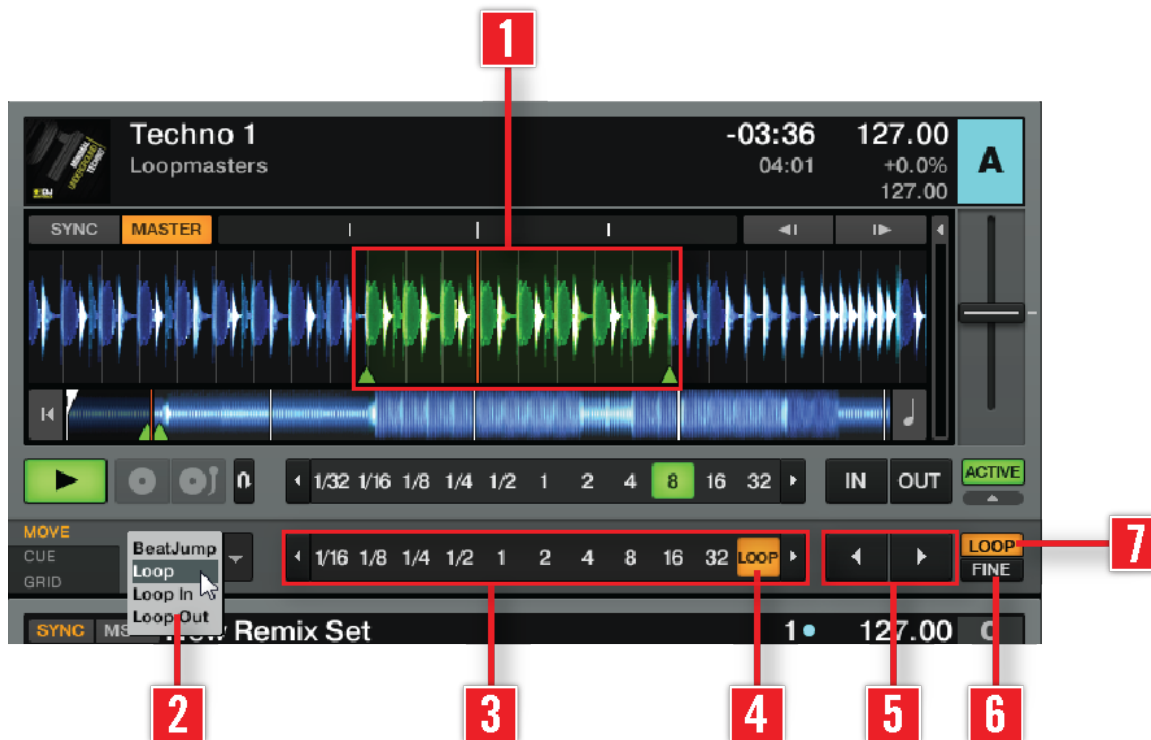 1
Techno 1
-03:36
127.00
Loopmasters
04:01
+0.0%
127.00
A
MINIMAL
UNDERGROUND
TECHNO
SYNC
MASTER
1/32 1/16 1/8 1/4 1/2 1 2 4 8 16 32
IN
OUT
ACTIVE
MOVE
CUE
GRID
BeatJump
Loop
Loop In
Loop Out
1/16 1/8 1/4 1/2 1 2 4 8 16 32 LOOP
LOOP
FINE
7
SYNC
Remix Set
1
127.00
2
3
4
5
6